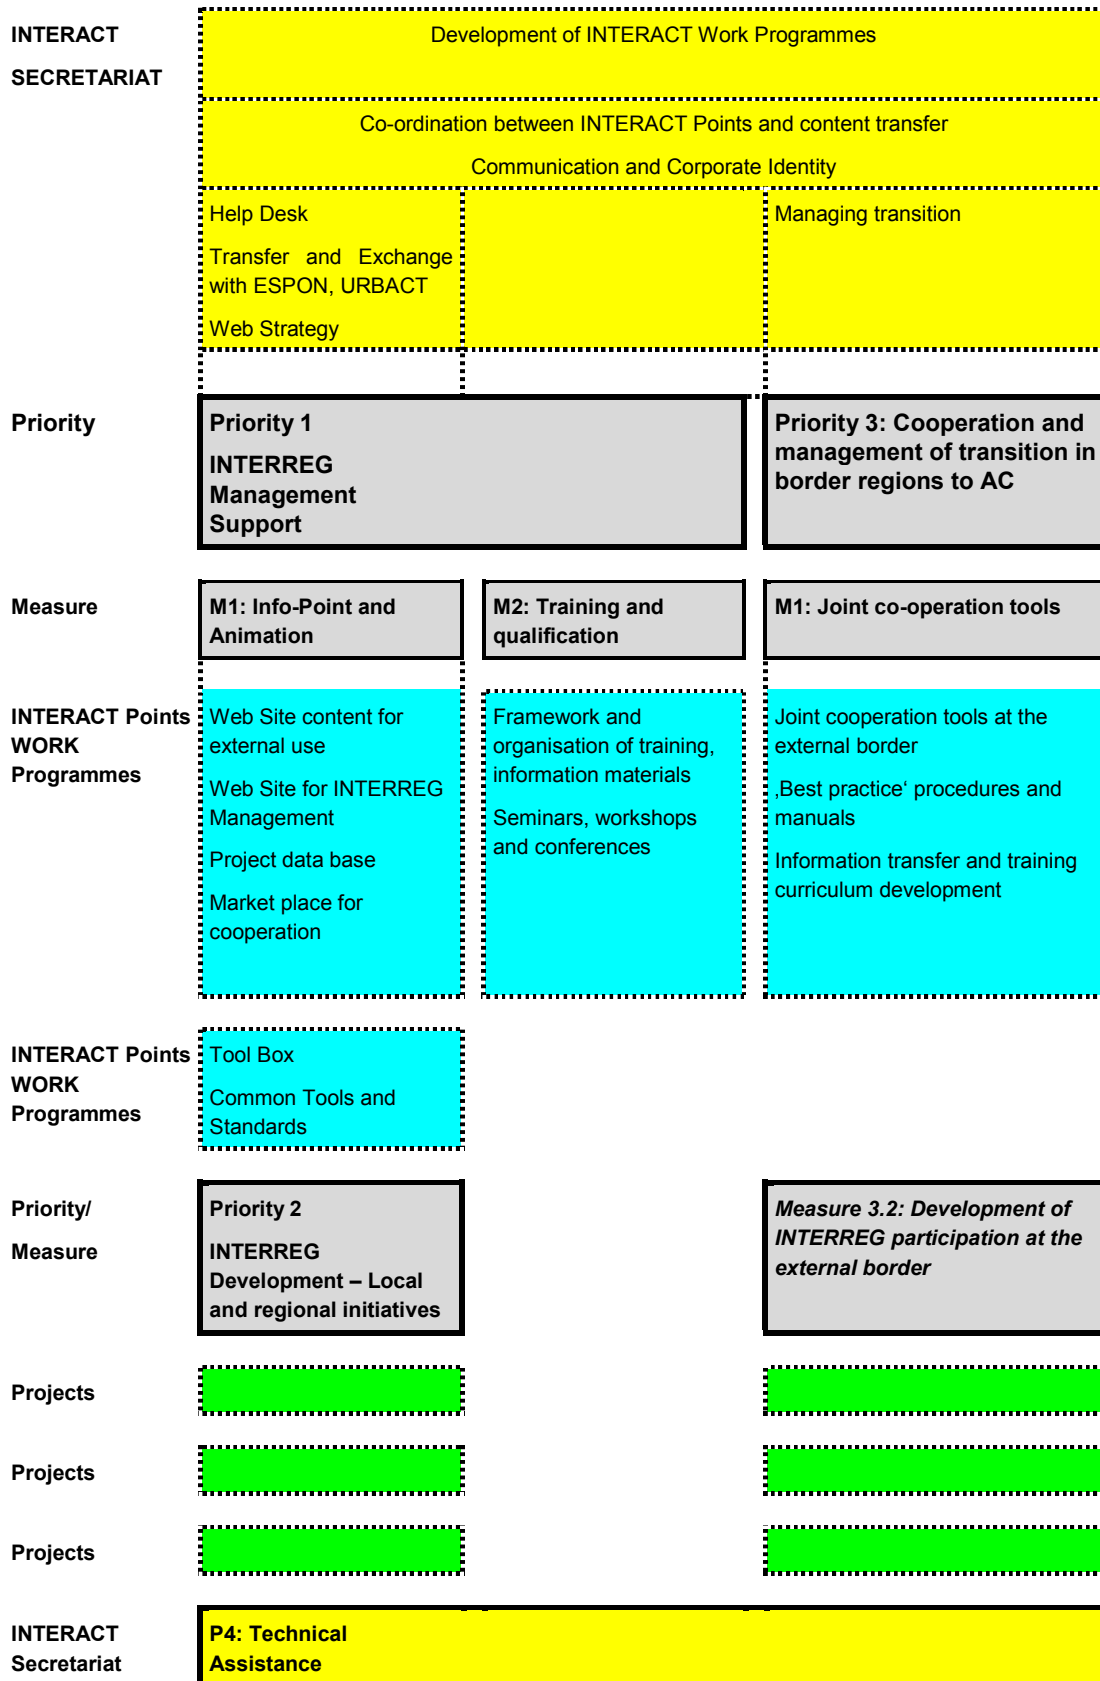 INTERACT
SECRETARIAT
Development of INTERACT Work Programmes
Co-ordination between INTERACT Points and content transfer
Communication and Corporate Identity
Help Desk
Transfer and Exchange
with ESPON, URBACT
Web Strategy
Managing transition
Priority
Priority 1
INTERREG
Management
Support
Priority 3: Cooperation and
management of transition in
border regions to AC
Measure
M1: Info-Point and
Animation
M2: Training and
qualification
M1: Joint co-operation tools
INTERACT Points
WORK
Programmes
Web Site content for
external use
Web Site for INTERREG
Management
Project data base
Market place for
cooperation
Framework and
organisation of training,
information materials
Seminars, workshops
and conferences
Joint cooperation tools at the
external border
‚Best practice‘ procedures and
manuals
Information transfer and training
curriculum development
INTERACT Points
WORK
Programmes
Tool Box
Common Tools and
Standards
Priority/
Measure
Priority 2
INTERREG
Development – Local
and regional initiatives
Measure 3.2: Development of
INTERREG participation at the
external border
Projects
Projects
Projects
INTERACT
Secretariat
P4: Technical
Assistance